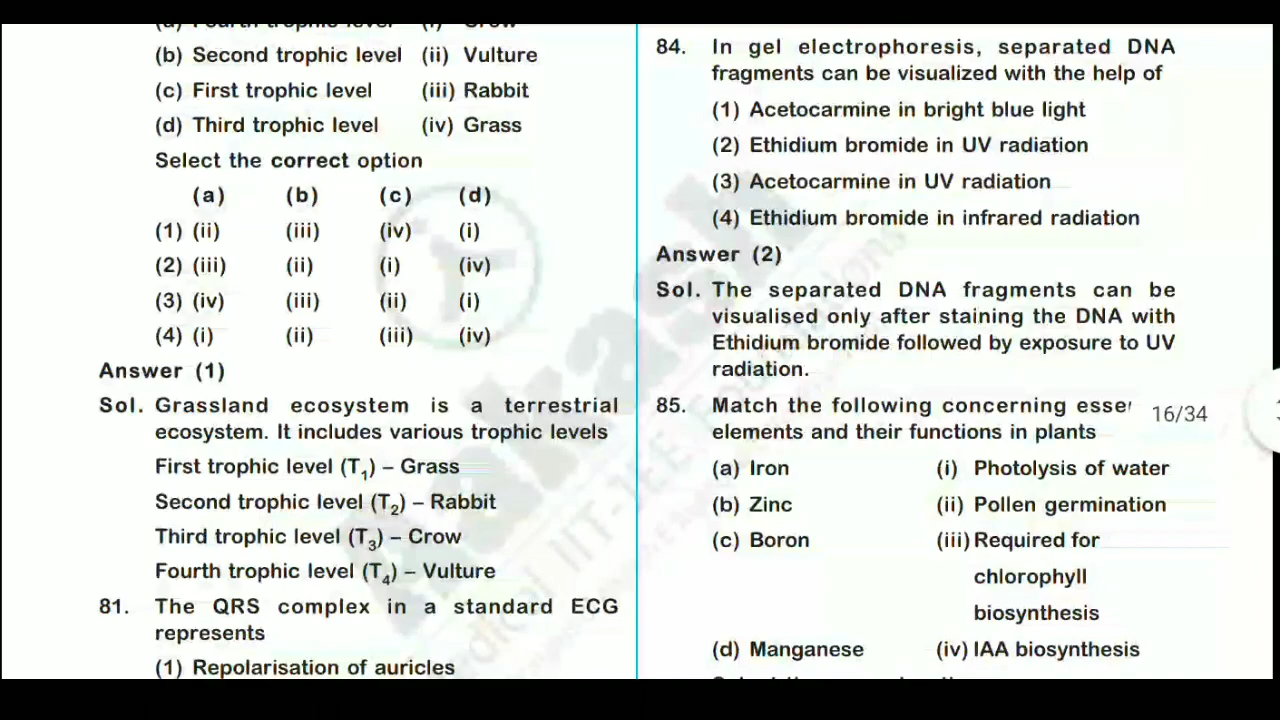 (a) Fourth trophic level (i) Crow
(b) Second trophic level (ii) Vulture
(c) First trophic level (iii) Rabbit
(d) Third trophic level (iv) Grass
Select the correct option
(a) (b) (c) (d)
(1) (ii) (iii) (iv) (i)
(2) (iii) (ii) (i) (iv)
(3) (iv) (iii) (ii) (i)
(4) (i) (ii) (iii) (iv)
Answer (1)
Sol. Grassland ecosystem is a terrestrial
ecosystem. It includes various trophic levels
First trophic level (T₁) – Grass
Second trophic level (T₂) – Rabbit
Third trophic level (T₃) – Crow
Fourth trophic level (T₄) – Vulture
81. The QRS complex in a standard ECG
represents
(1) Repolarisation of auricles
84. In gel electrophoresis, separated DNA
fragments can be visualized with the help of
(1) Acetocarmine in bright blue light
(2) Ethidium bromide in UV radiation
(3) Acetocarmine in UV radiation
(4) Ethidium bromide in infrared radiation
Answer (2)
Sol. The separated DNA fragments can be
visualised only after staining the DNA with
Ethidium bromide followed by exposure to UV
radiation.
85. Match the following concerning
elements and their functions in plants
(a) Iron (i) Photolysis of water
(b) Zinc (ii) Pollen germination
(c) Boron (iii) Required for
chlorophyll
biosynthesis
(d) Manganese (iv) IAA biosynthesis
16/34
Aakash